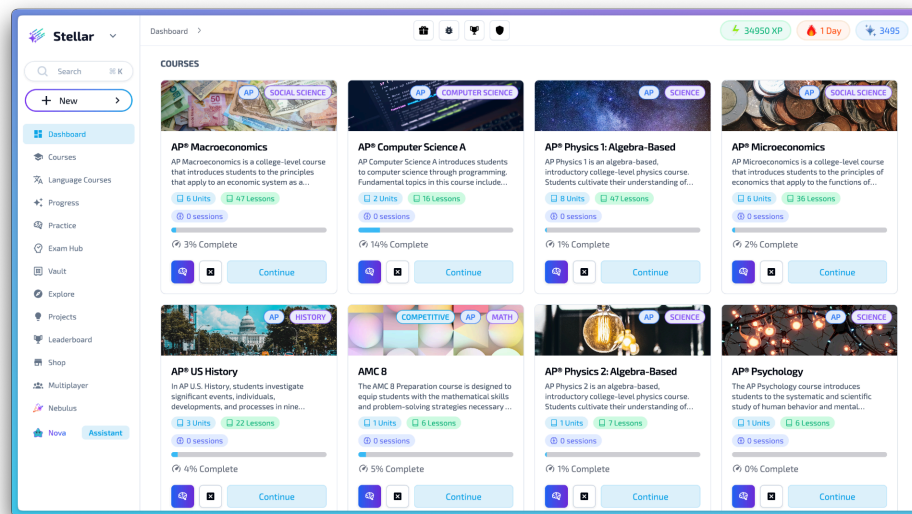 Stellar
Dashboard
34950 XP
1 Day
3495
Search
⌘ K
New
Dashboard
Courses
Language Courses
Progress
Practice
Exam Hub
Vault
Explore
Projects
Leaderboard
Shop
Multiplayer
Nebulus
Nova
Assistant
COURSES
AP
SOCIAL SCIENCE
AP® Macroeconomics
AP Macroeconomics is a college-level course
that introduces students to the principles
that apply to an economic system as a...
6 Units
47 Lessons
0 sessions
3% Complete
Continue
AP
COMPUTER SCIENCE
AP® Computer Science A
AP Computer Science A introduces students
to computer science through programming.
Fundamental topics in this course include...
2 Units
16 Lessons
0 sessions
14% Complete
Continue
AP
SCIENCE
AP® Physics 1: Algebra-Based
AP Physics 1 is an algebra-based,
introductory college-level physics course.
Students cultivate their understanding of...
8 Units
47 Lessons
0 sessions
1% Complete
Continue
AP
SOCIAL SCIENCE
AP® Microeconomics
AP Microeconomics is a college-level course
that introduces students to the principles of
economics that apply to the functions of...
6 Units
36 Lessons
0 sessions
2% Complete
Continue
AP
HISTORY
AP® US History
In AP U.S. History, students investigate
significant events, individuals,
developments, and processes in nine...
3 Units
22 Lessons
0 sessions
4% Complete
Continue
COMPETITIVE
AP
MATH
AMC 8
The AMC 8 Preparation course is designed to
equip students with the mathematical skills
and problem-solving strategies necessary ...
1 Units
6 Lessons
0 sessions
5% Complete
Continue
AP
SCIENCE
AP® Physics 2: Algebra-Based
AP Physics 2 is an algebra-based,
introductory college-level physics course.
Students cultivate their understanding of...
1 Units
7 Lessons
0 sessions
1% Complete
Continue
AP
SCIENCE
AP® Psychology
The AP Psychology course introduces
students to the systematic and scientific
study of human behavior and mental...
1 Units
6 Lessons
0 sessions
0% Complete
Continue